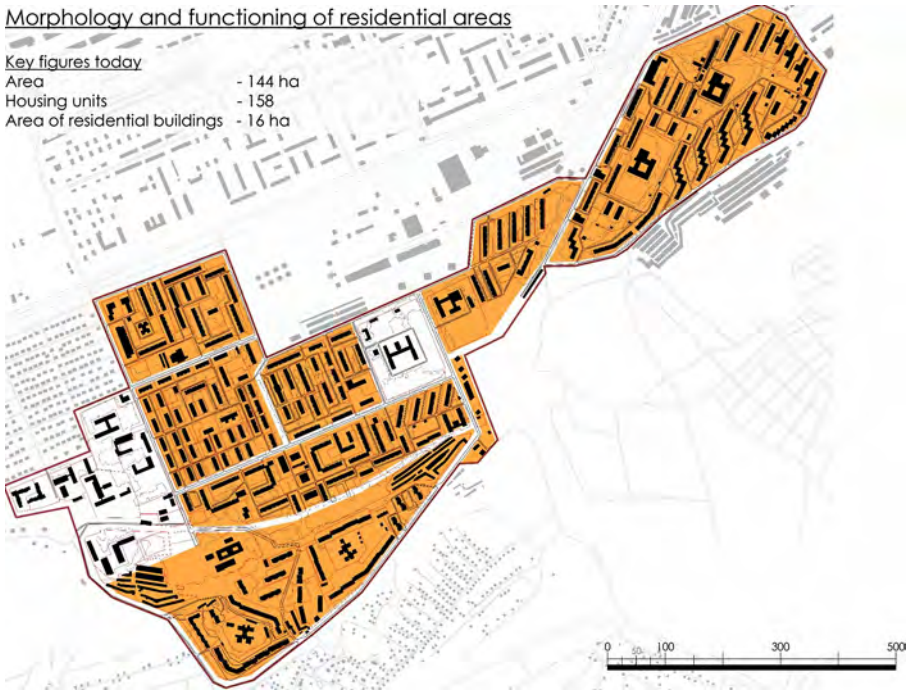 Morphology and functioning of residential areas
Key figures today
Area - 144 ha
Housing units - 158
Area of residential buildings - 16 ha
0 50 100 300 500